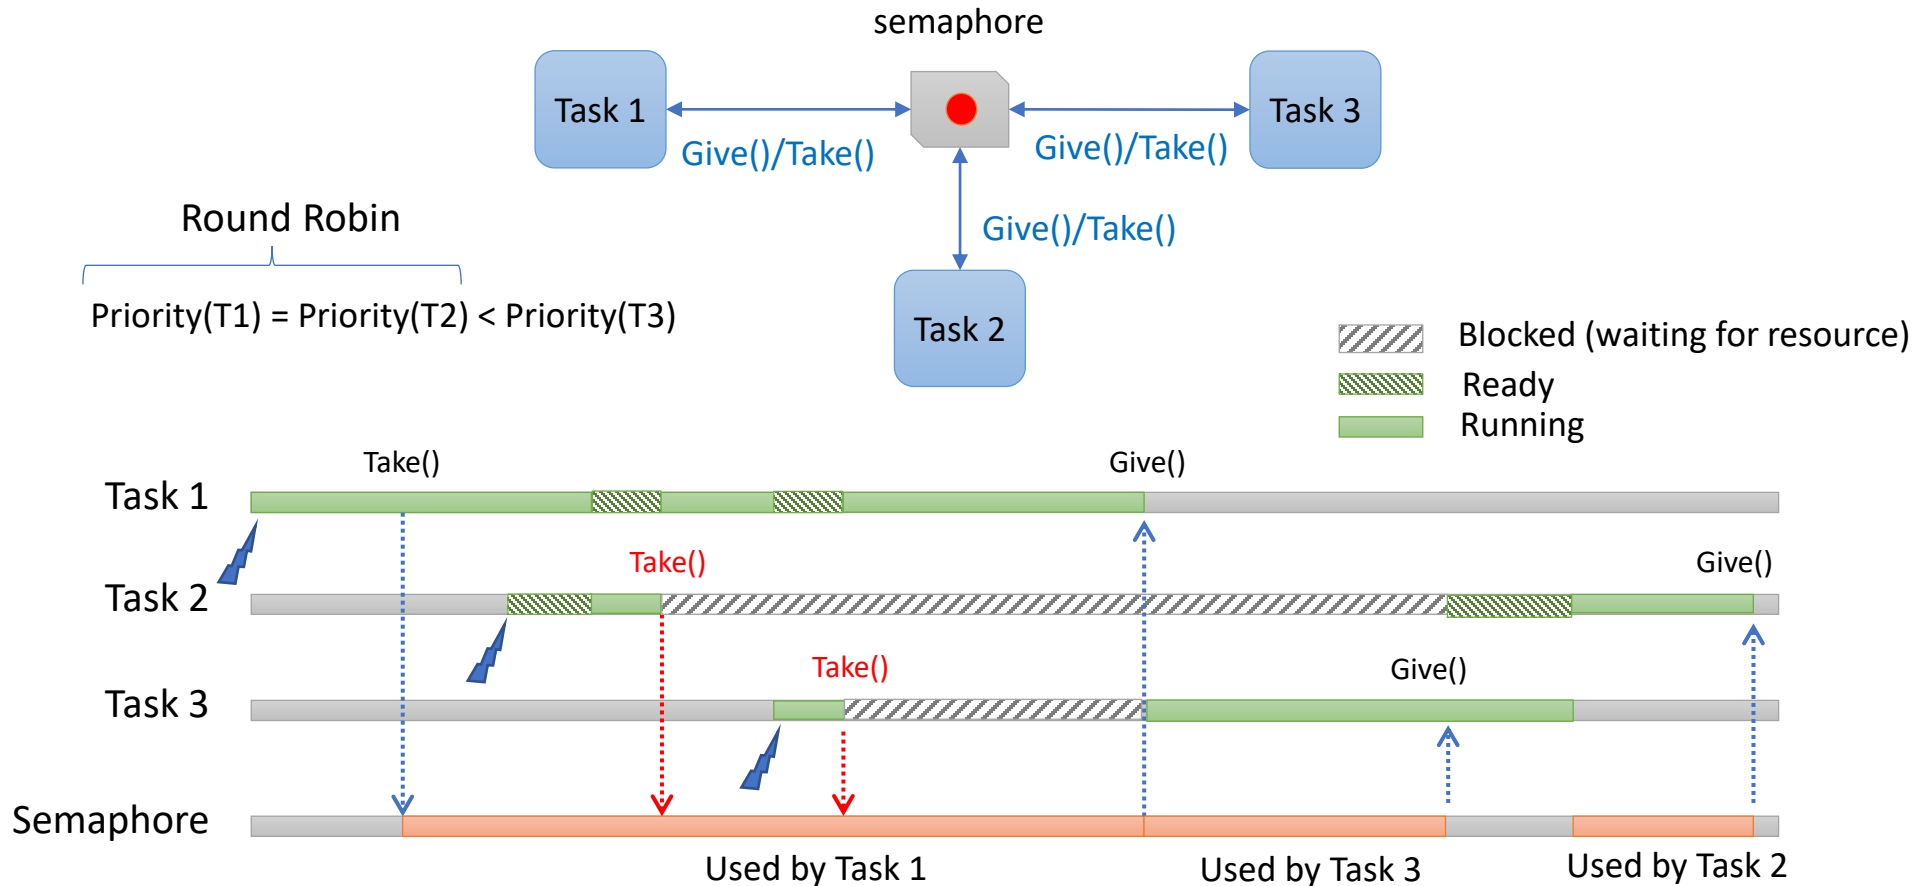 semaphore
Task 1
Task 3
Give()/Take()
Give()/Take()
Round Robin
Give()/Take()
Priority(T1) = Priority(T2) < Priority(T3)
Task 2
Blocked (waiting for resource)
Ready
Running
Take()
Give()
Task 1
Take()
Give()
Task 2
Take()
Give()
Task 3
Semaphore
Used by Task 1
Used by Task 3
Used by Task 2